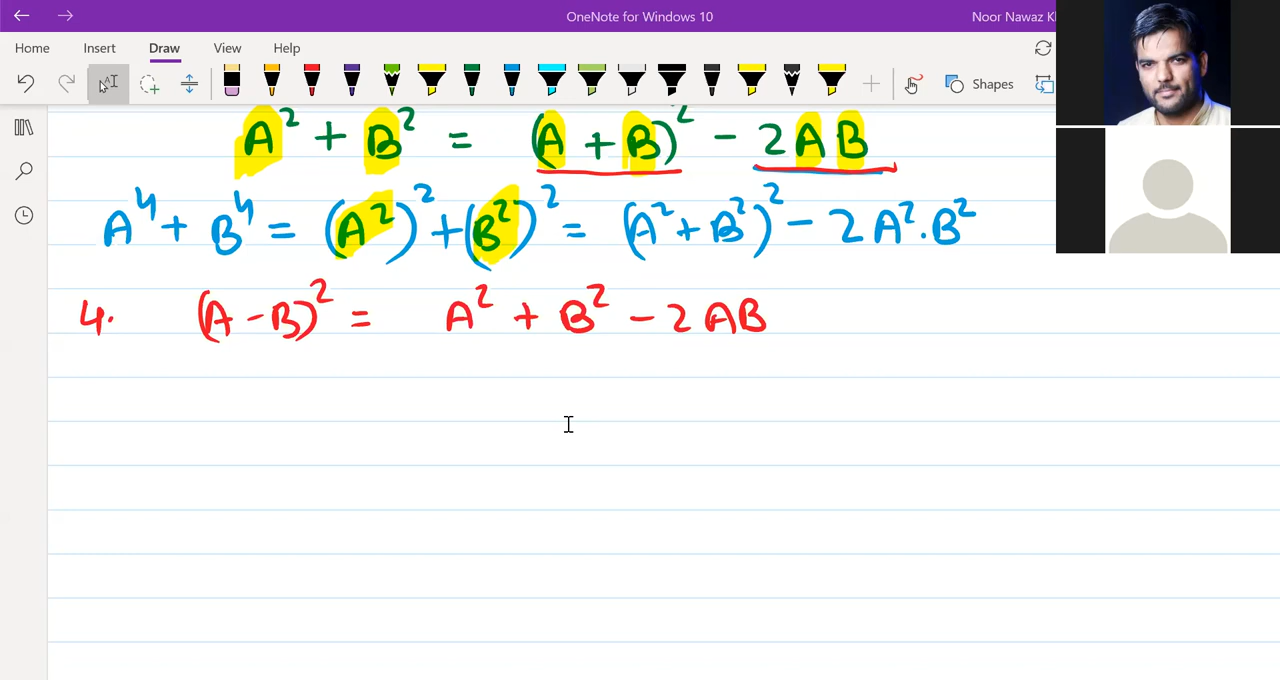 OneNote for Windows 10
Noor Nawaz
Home Insert Draw View Help
Shapes
A² + B² = (A + B)² - 2AB
A⁴ + B⁴ = (A²)² + (B²)² = (A² + B²)² - 2A².B²
4. (A - B)² = A² + B² - 2AB